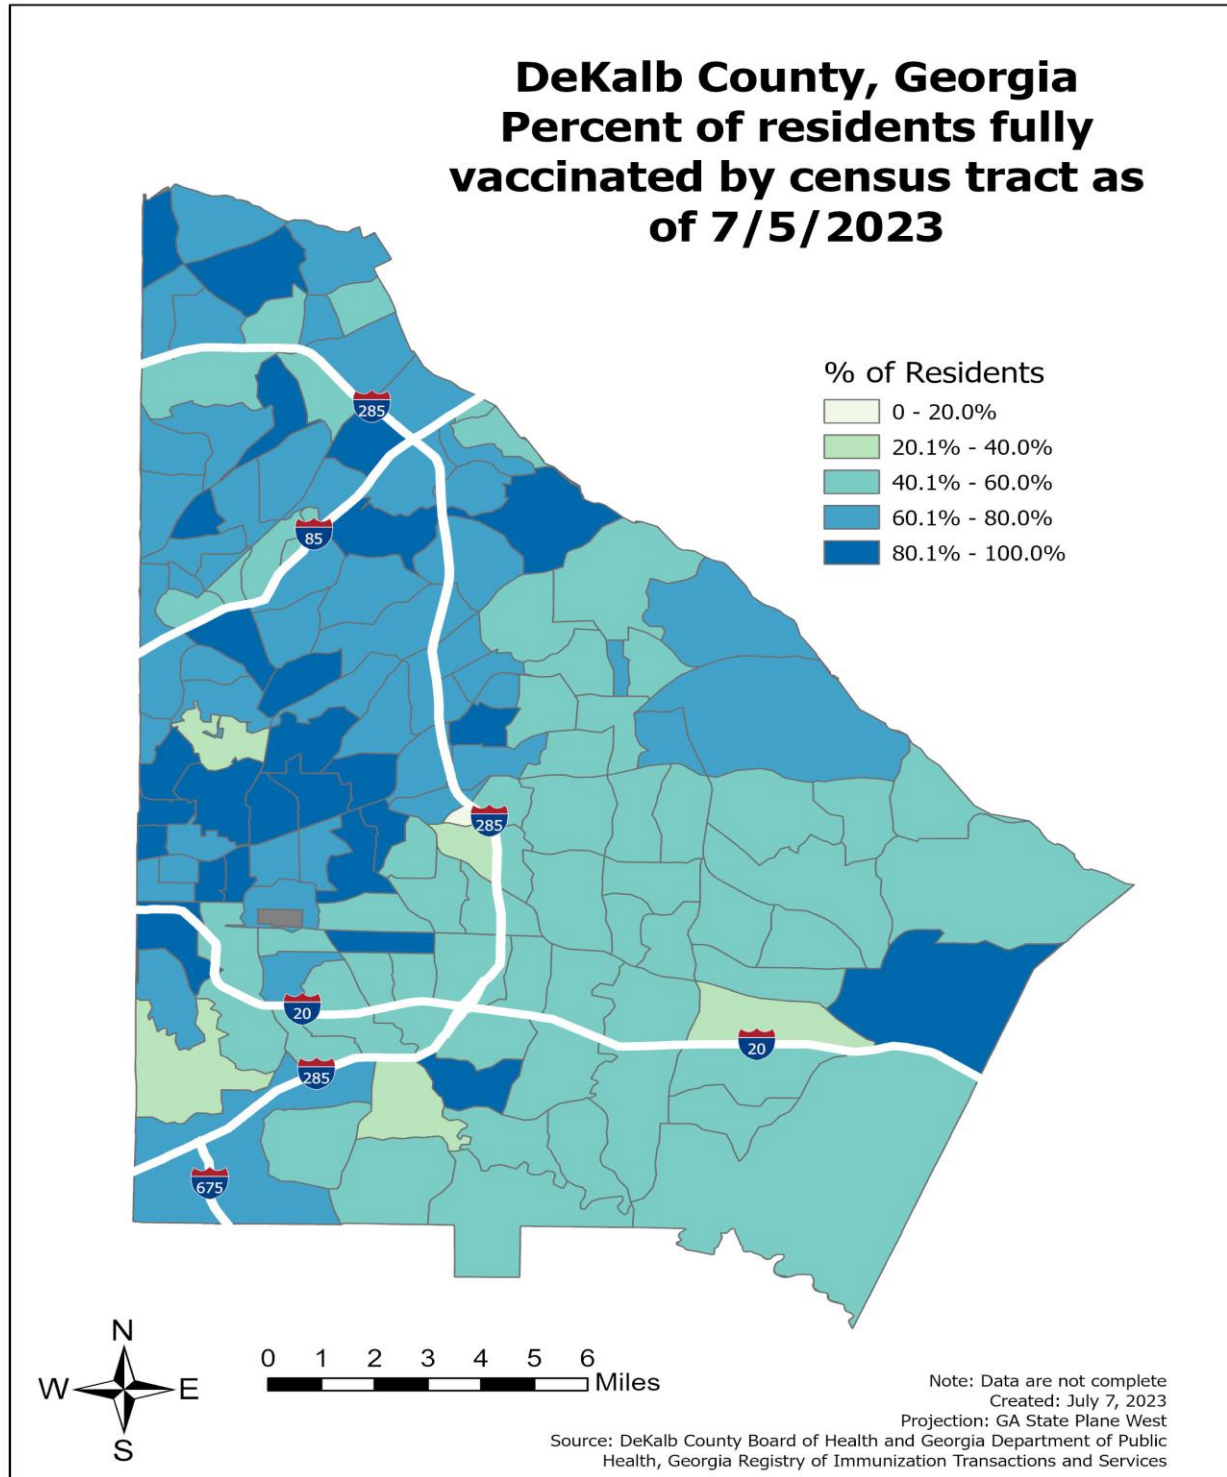 DeKalb County, Georgia
Percent of residents fully
vaccinated by census tract as
of 7/5/2023
% of Residents
0 - 20.0%
20.1% - 40.0%
40.1% - 60.0%
60.1% - 80.0%
80.1% - 100.0%
285
85
285
20
20
285
675
N
W
E
S
0 1 2 3 4 5 6
Miles
Note: Data are not complete
Created: July 7, 2023
Projection: GA State Plane West
Source: DeKalb County Board of Health and Georgia Department of Public
Health, Georgia Registry of Immunization Transactions and Services